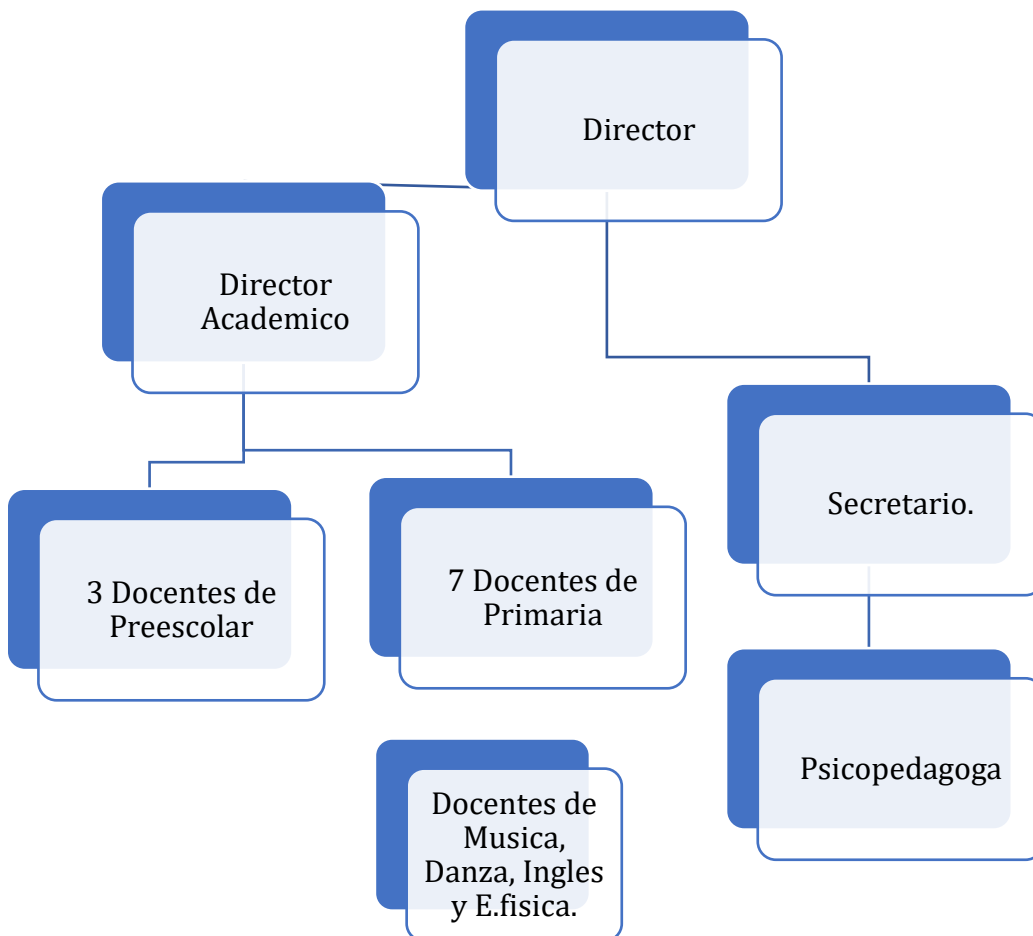 Director
Director
Academico
3 Docentes de
Preescolar
7 Docentes de
Primaria
Secretario.
Psicopedagoga
Docentes de
Musica,
Danza, Ingles
y E.fisica.